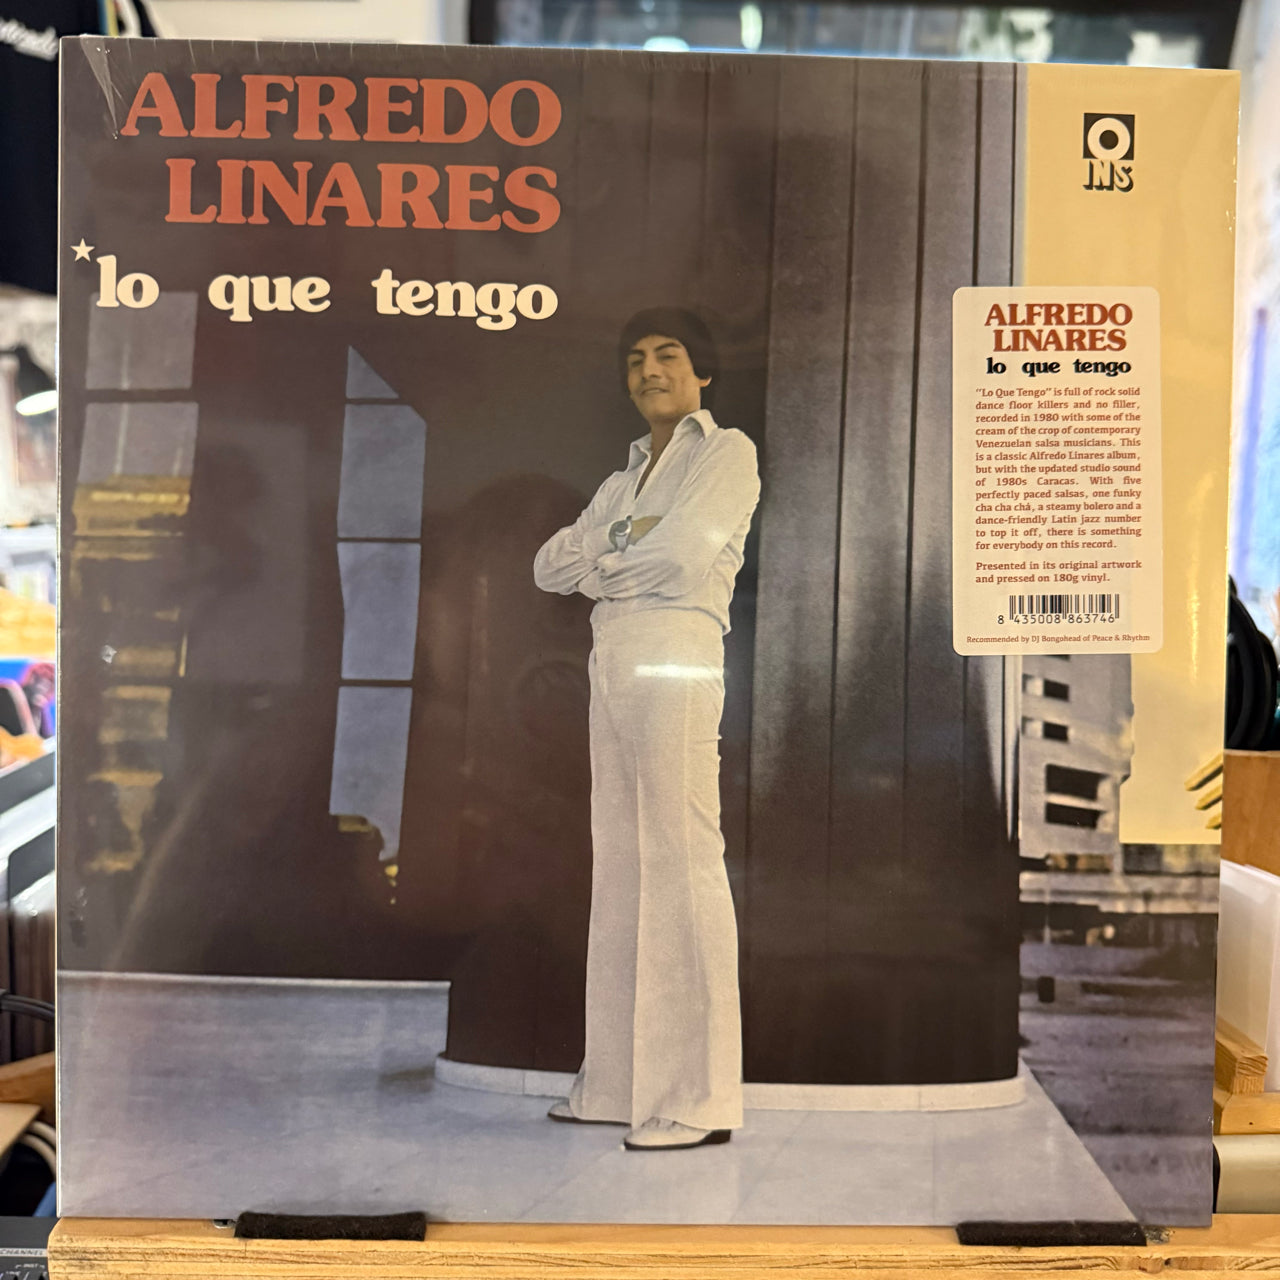 ALFREDO
LINARES
*lo que tengo
O
INS
ALFREDO
LINARES
lo que tengo
"Lo Que Tengo" is full of rock solid
dance floor killers and no filler,
recorded in 1980 with some of the
cream of the crop of contemporary
Venezuelan salsa musicians. This
is a classic Alfredo Linares album,
but with the updated studio sound
of 1980s Caracas. With five
perfectly paced salsas, one funky
cha cha chá, a steamy bolero and a
dance-friendly Latin jazz number
to top it off, there is something
for everybody on this record.
Presented in its original artwork
and pressed on 180g vinyl.
8 435008 863746
Recommended by DJ Bongohead of Peace & Rhythm
CHANNEL